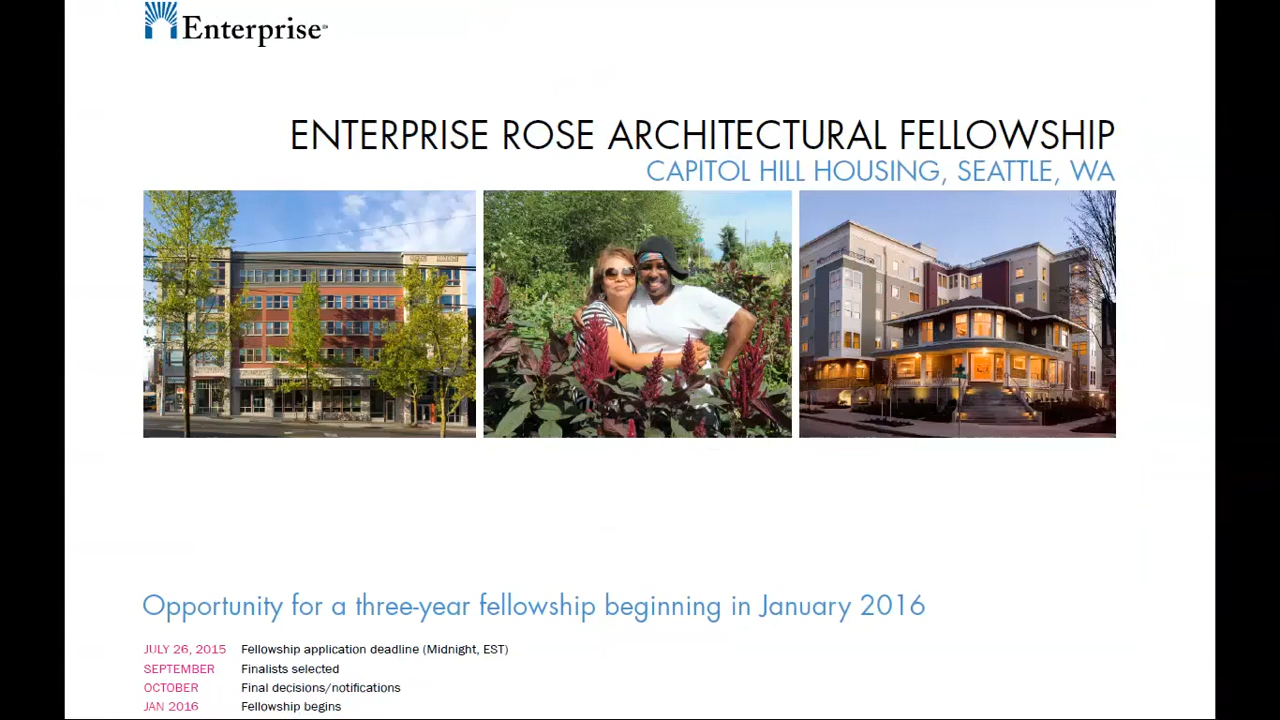 Enterprise
ENTERPRISE ROSE ARCHITECTURAL FELLOWSHIP
CAPITOL HILL HOUSING, SEATTLE, WA
Opportunity for a three-year fellowship beginning in January 2016
JULY 26, 2015 Fellowship application deadline (Midnight, EST)
SEPTEMBER Finalists selected
OCTOBER Final decisions/notifications
JAN 2016 Fellowship begins